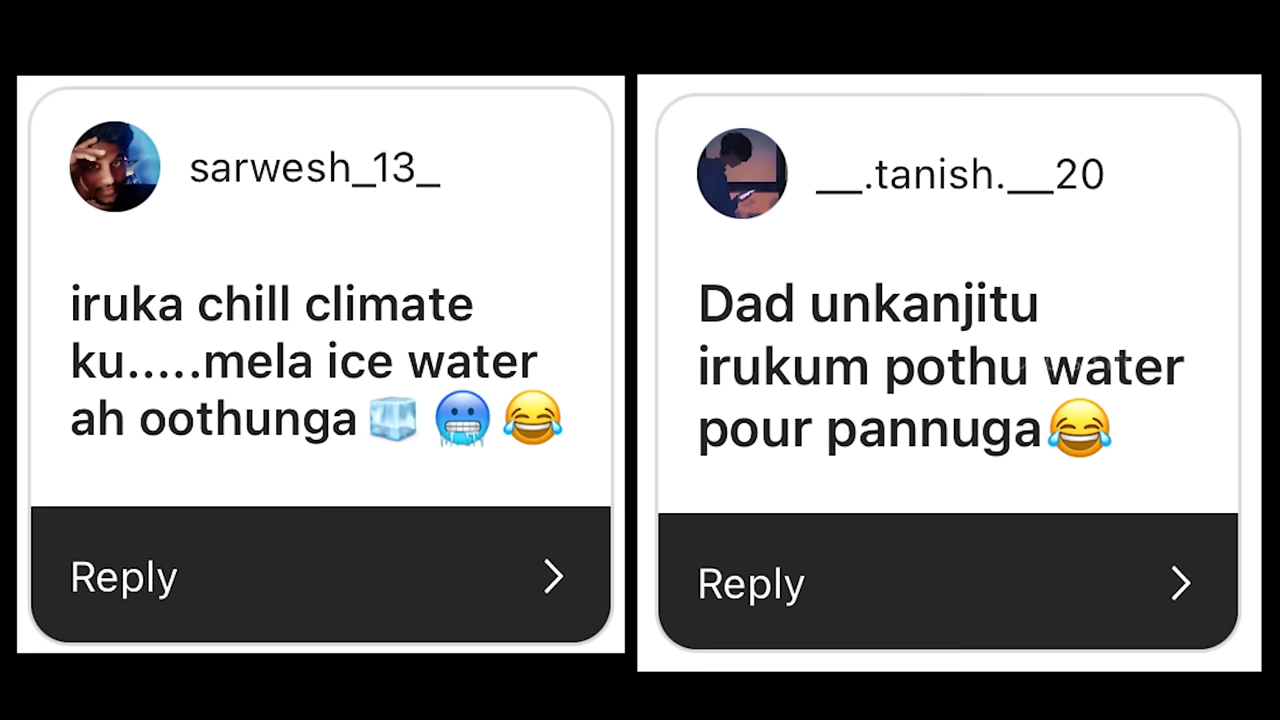 sarwesh_13_
iruka chill climate
ku.....mela ice water
ah oothunga🧊 🥶 😂
Reply
__.tanish.__20
Dad unkanjitu
irukum pothu water
pour pannuga😂
Reply